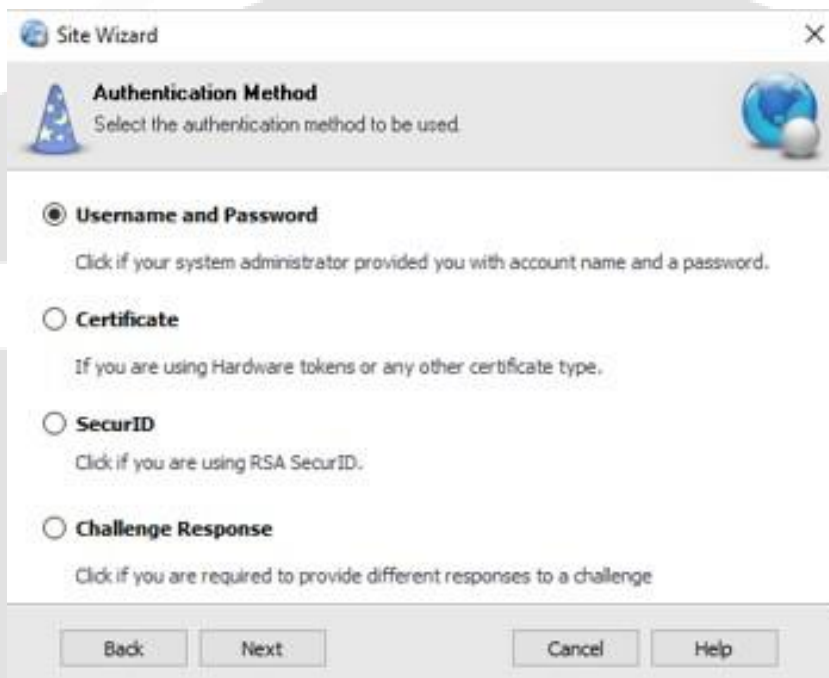 Site Wizard
Authentication Method
Select the authentication method to be used
Username and Password
Click if your system administrator provided you with account name and a password.
Certificate
If you are using Hardware tokens or any other certificate type.
SecurID
Click if you are using RSA SecurID.
Challenge Response
Click if you are required to provide different responses to a challenge
Back Next Cancel Help